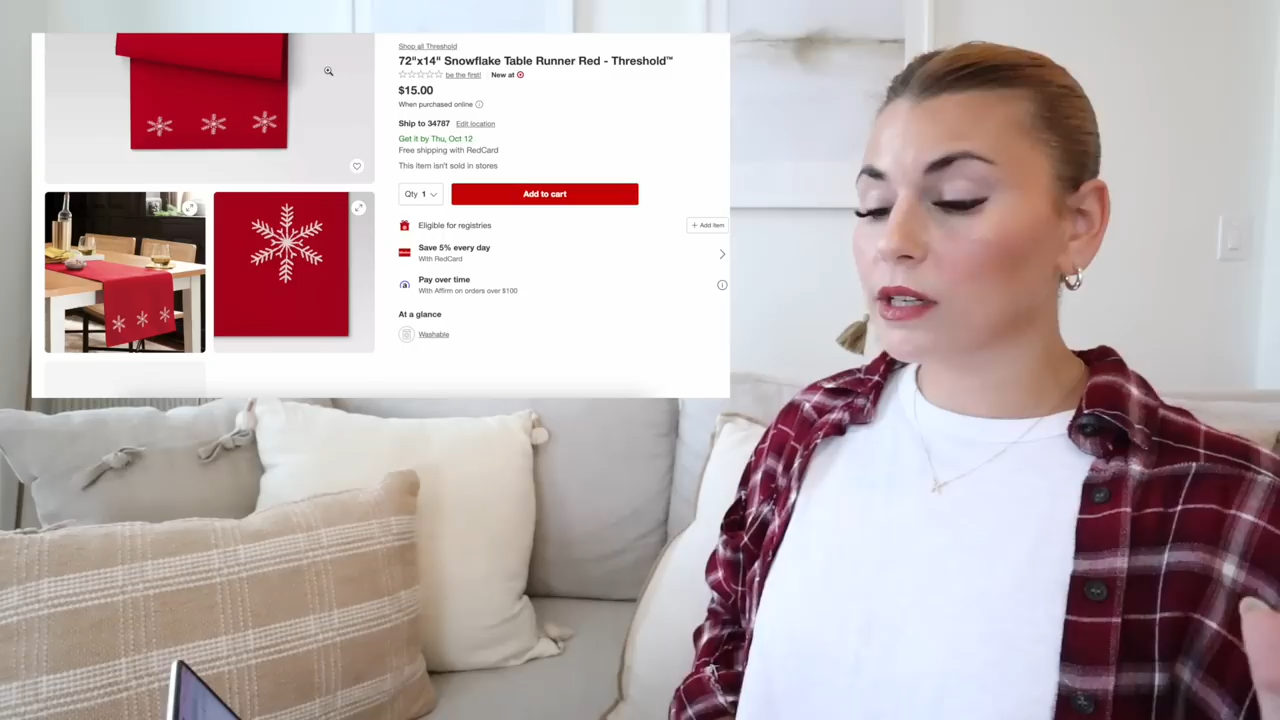 Shop all Threshold
72"x14" Snowflake Table Runner Red - Threshold™
be the first!
New at
$15.00
When purchased online
Ship to 34787 Edit location
Get it by Thu, Oct 12
Free shipping with RedCard
This item isn't sold in stores
Qty 1
Add to cart
Eligible for registries
+ Add Item
Save 5% every day
With RedCard
Pay over time
With Affirm on orders over $100
At a glance
Washable